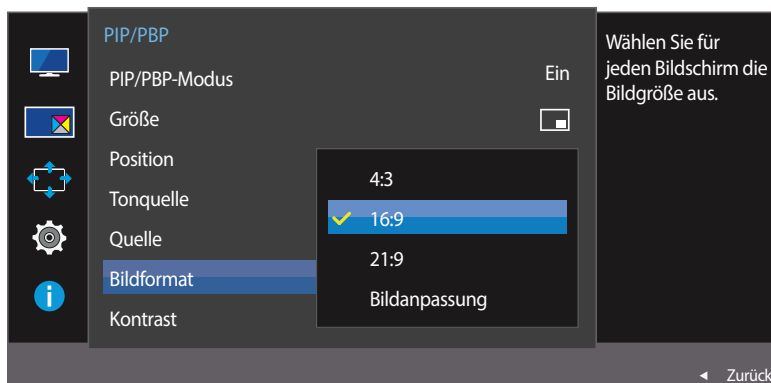 PIP/PBP
PIP/PBP-Modus Ein
Größe
Position
Tonquelle
Quelle
Bildformat
Kontrast
4:3
16:9
21:9
Bildanpassung
Wählen Sie für
jeden Bildschirm die
Bildgröße aus.
Zurück